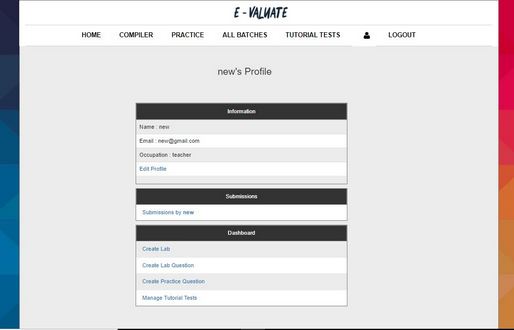 E - VALUATE
HOME COMPILER PRACTICE ALL BATCHES TUTORIAL TESTS LOGOUT
new's Profile
Information
Name : new
Email : new@gmail.com
Occupation : teacher
Edit Profile
Submissions
Submissions by new
Dashboard
Create Lab
Create Lab Question
Create Practice Question
Manage Tutorial Tests